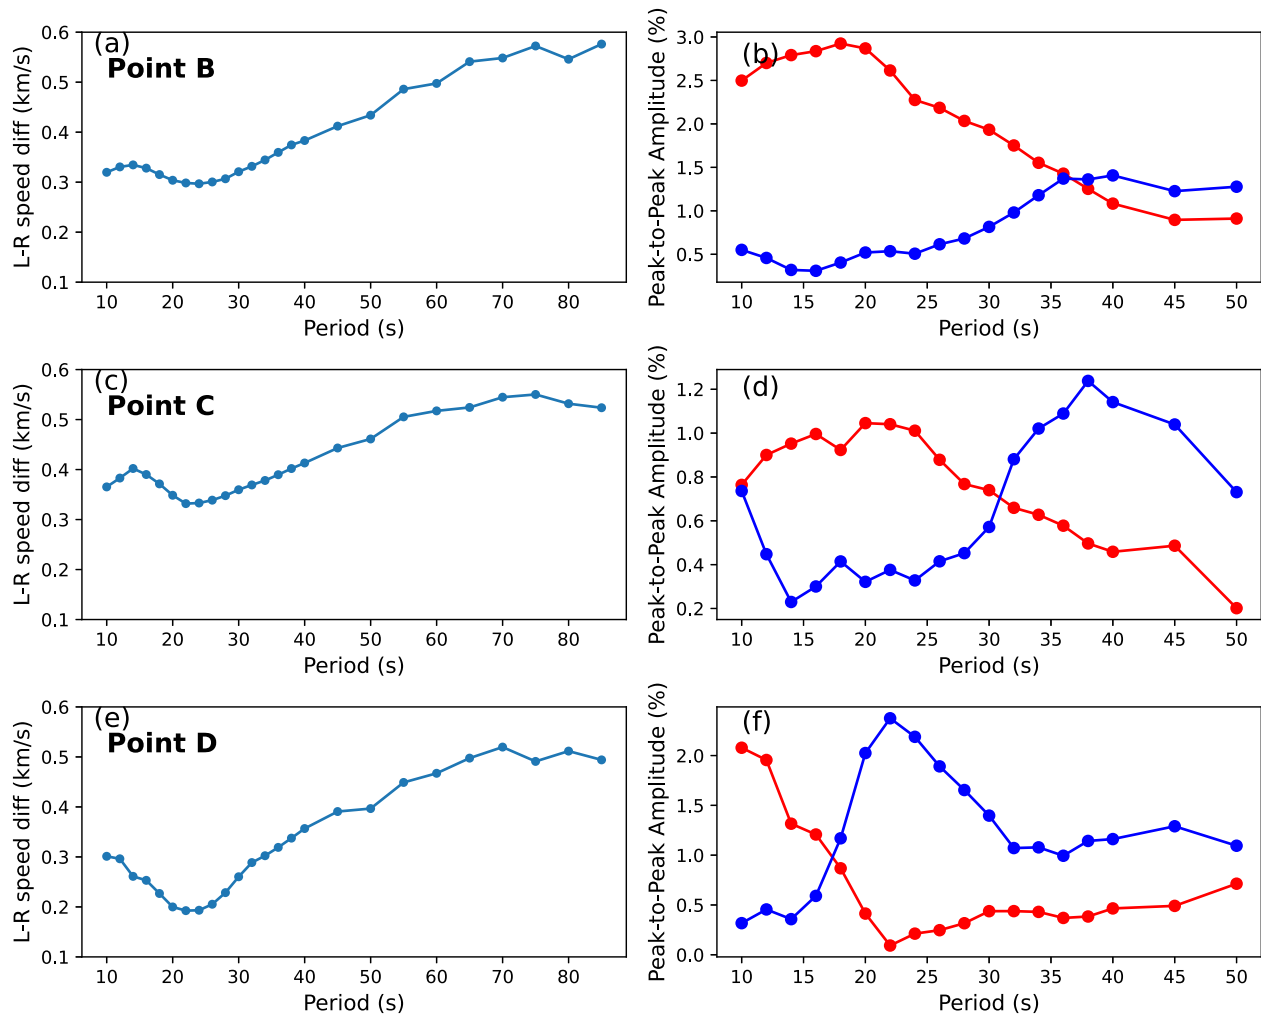 (a)
Point B
L-R speed diff (km/s)
0.6
0.5
0.4
0.3
0.2
0.1
10 20 30 40 50 60 70 80
Period (s)
(b)
Peak-to-Peak Amplitude (%)
3.0
2.5
2.0
1.5
1.0
0.5
10 15 20 25 30 35 40 45 50
Period (s)
(c)
Point C
L-R speed diff (km/s)
0.6
0.5
0.4
0.3
0.2
0.1
10 20 30 40 50 60 70 80
Period (s)
(d)
Peak-to-Peak Amplitude (%)
1.2
1.0
0.8
0.6
0.4
0.2
10 15 20 25 30 35 40 45 50
Period (s)
(e)
Point D
L-R speed diff (km/s)
0.6
0.5
0.4
0.3
0.2
0.1
10 20 30 40 50 60 70 80
Period (s)
(f)
Peak-to-Peak Amplitude (%)
2.0
1.5
1.0
0.5
0.0
10 15 20 25 30 35 40 45 50
Period (s)